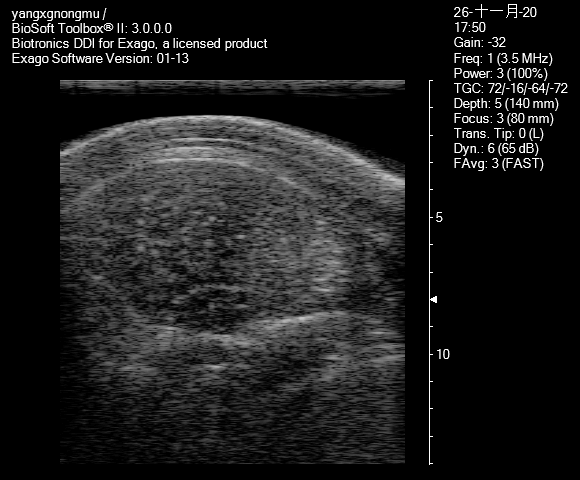 yangxgnongmu /
BioSoft Toolbox® II: 3.0.0.0
Biotronics DDI for Exago, a licensed product
Exago Software Version: 01-13
26-十一月-20
17:50
Gain: -32
Freq: 1 (3.5 MHz)
Power: 3 (100%)
TGC: 72/-16/-64/-72
Depth: 5 (140 mm)
Focus: 3 (80 mm)
Trans. Tip: 0 (L)
Dyn.: 6 (65 dB)
FAvg: 3 (FAST)
5
10